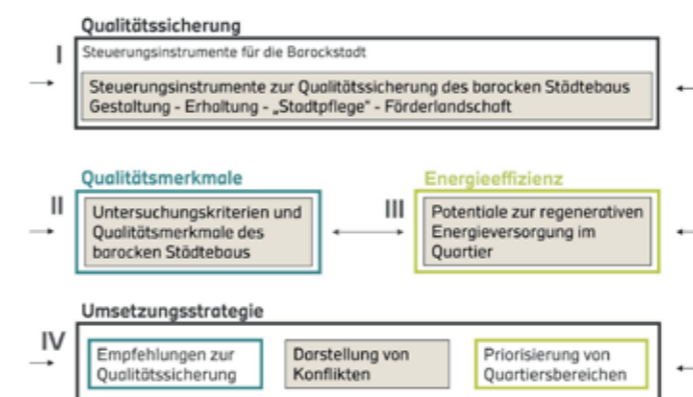 Qualitätssicherung
I
Steuerungsinstrumente für die Barockstadt
Steuerungsinstrumente zur Qualitätssicherung des barocken Städtebaus
Gestaltung - Erhaltung - „Stadtpflege“ - Förderlandschaft
Qualitätsmerkmale
II
Untersuchungskriterien und
Qualitätsmerkmale des
barocken Städtebaus
Energieeffizienz
III
Potentiale zur regenerativen
Energieversorgung im
Quartier
Umsetzungsstrategie
IV
Empfehlungen zur
Qualitätssicherung
Darstellung von
Konflikten
Priorisierung von
Quartiersbereichen